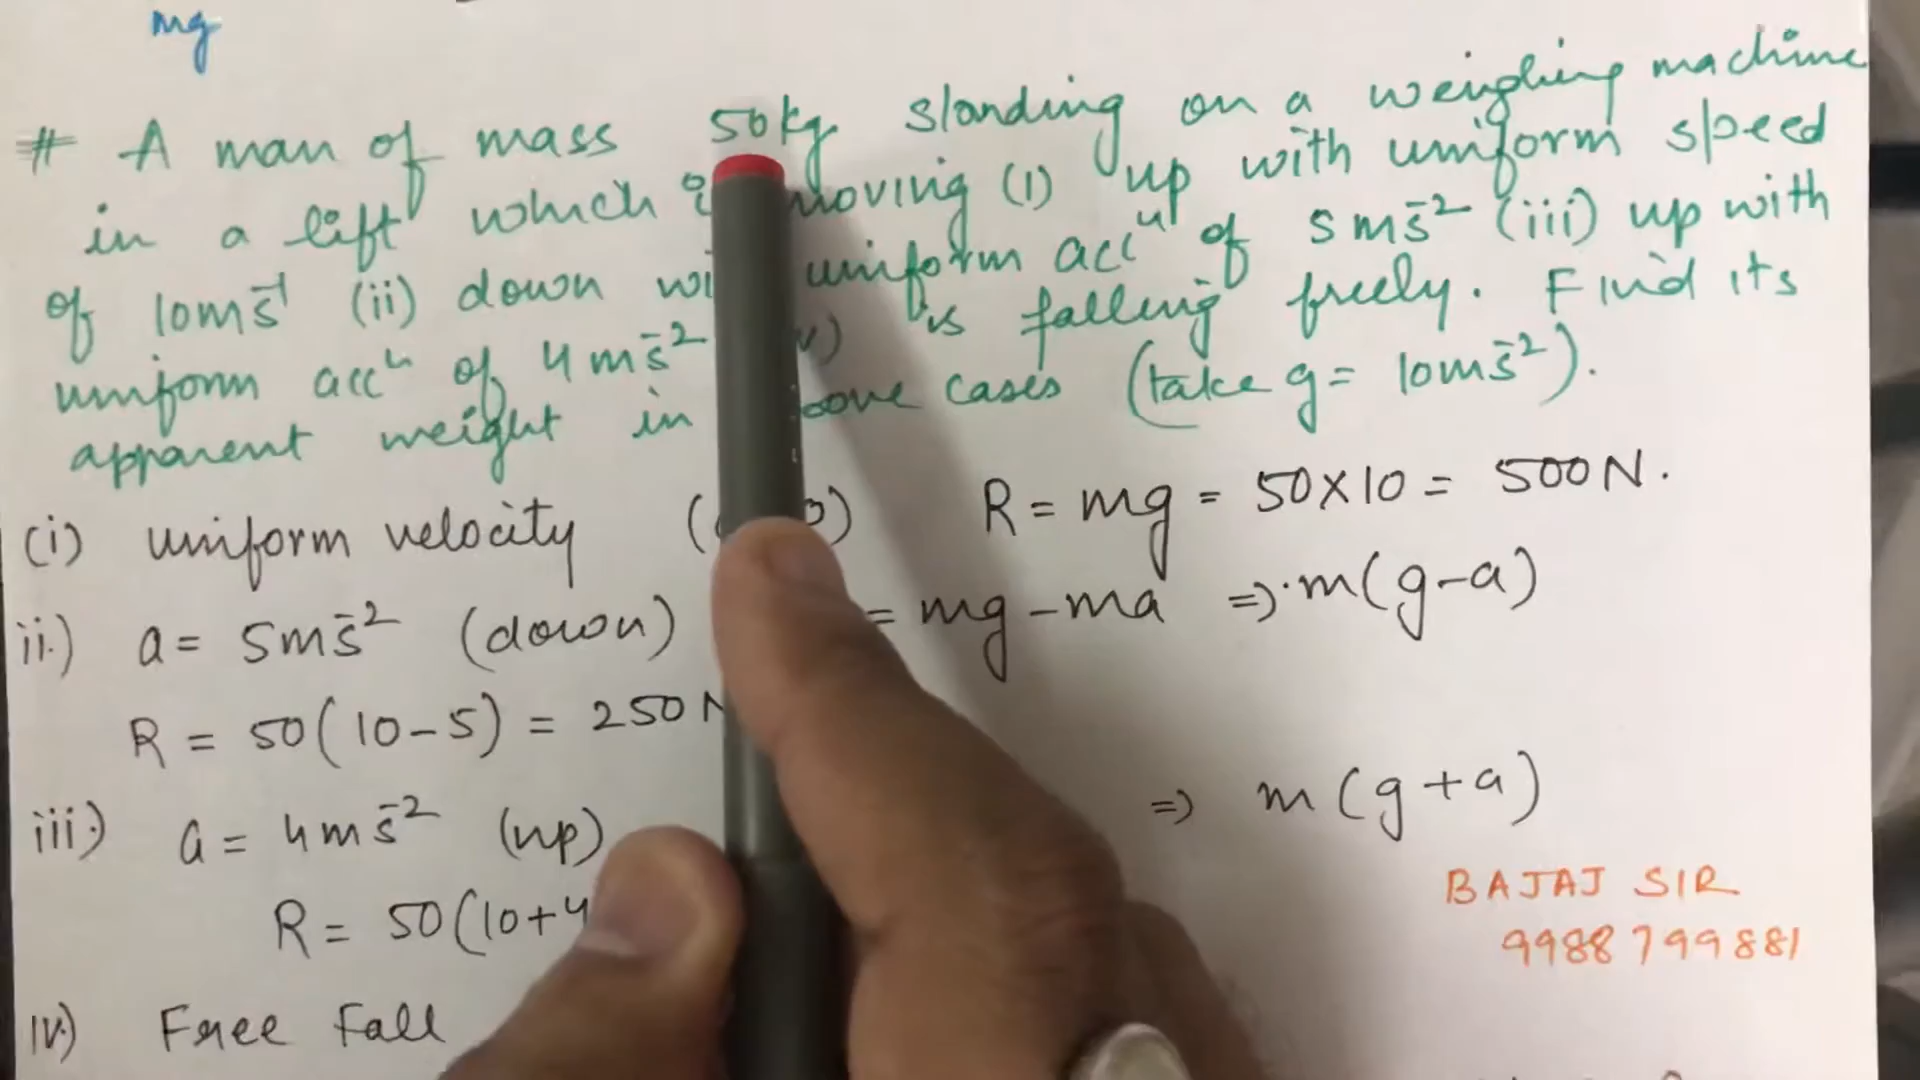 mg
# A man of mass 50kg standing on a weighing machine
in a lift which moving (i) up with uniform speed
of 10ms⁻¹ (ii) down uniform accⁿ of 5ms⁻² (iii) up with
uniform accⁿ of 4ms⁻² is falling freely. Find its
apparent weight in cases (take g = 10ms⁻²).
(i) uniform velocity R = mg = 50×10 = 500N.
ii.) a = 5ms⁻² (down) = mg - ma ⇒ m(g-a)
R = 50(10-5) = 250N
iii.) a = 4ms⁻² (up) ⇒ m(g+a)
R = 50(10+4
BAJAJ SIR
9988799881
iv.) Free Fall